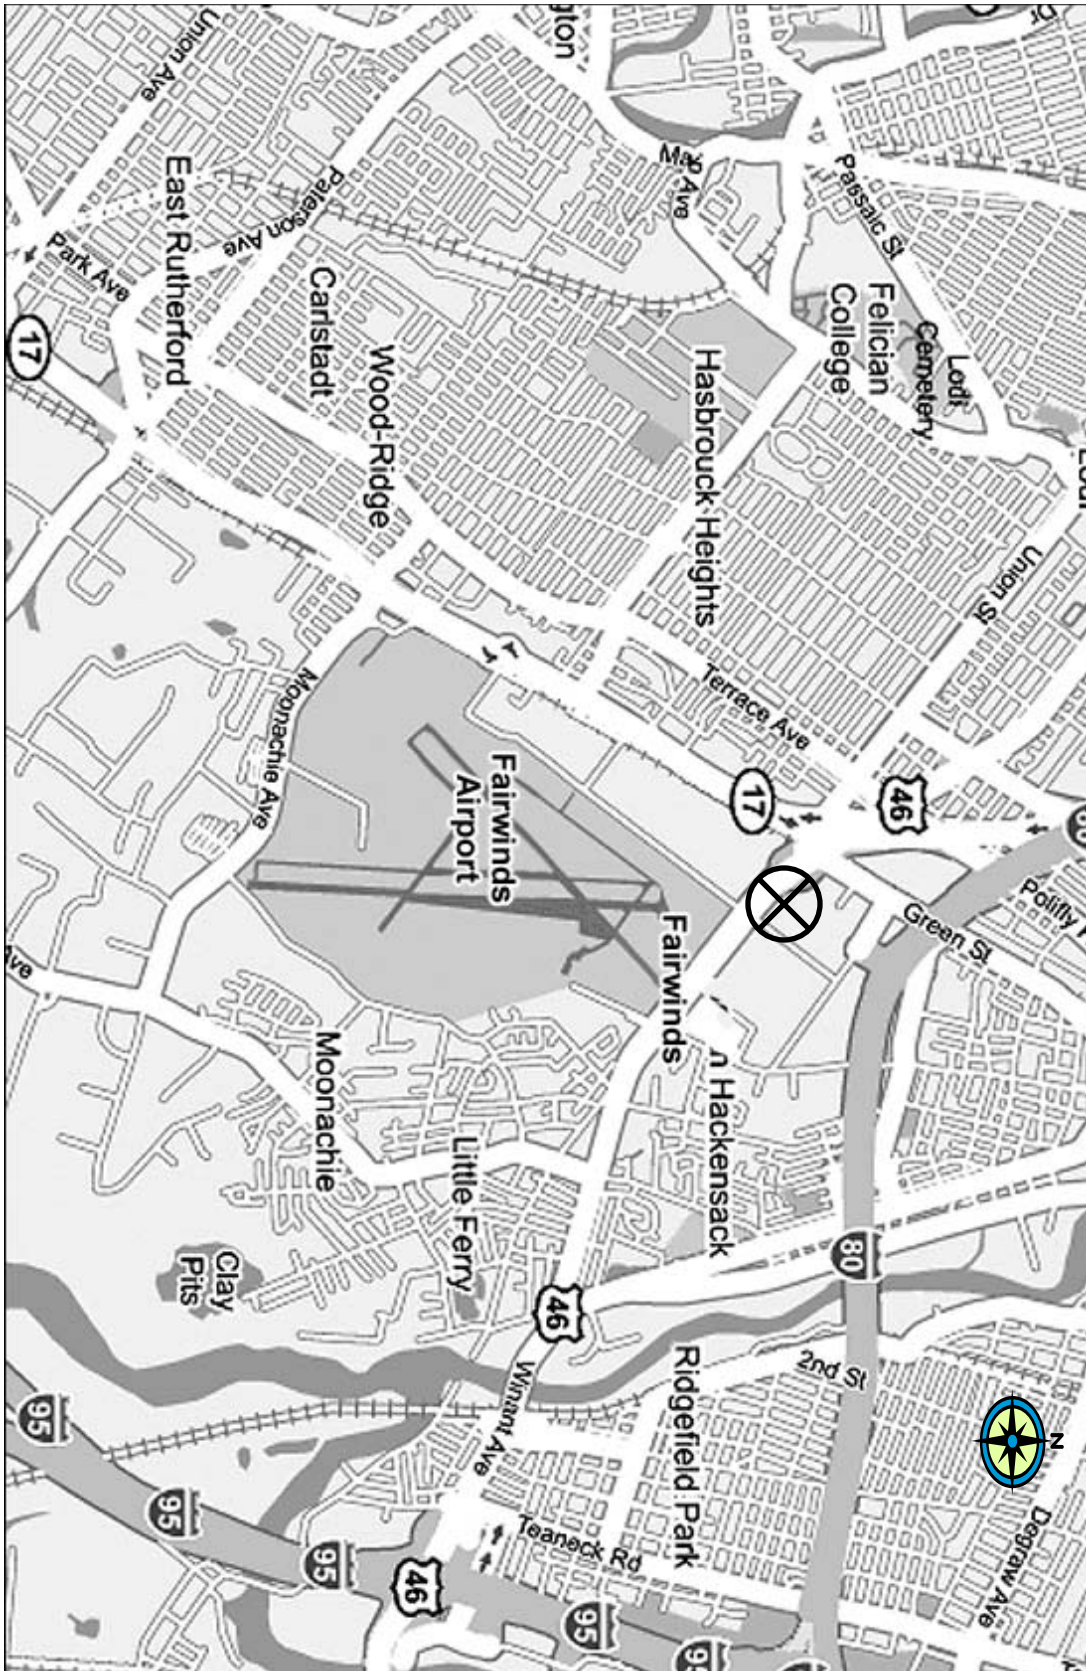 Union Ave
East Rutherford
Park Ave
17
Paterson Ave
Carlstadt
Wood-Ridge
gton
Ave
Passaic St
Felician
College
Lodi
Cemetery
Hasbrouck Heights
Union St
Terrace Ave
17
46
Polifly
Green St
Moonachie Ave
Fairwinds
Airport
Fairwinds
n Hackensack
Ave
Moonachie
Little Ferry
Clay
Pits
80
46
2nd St
Winant Ave
Ridgefield Park
N
Degraw Ave
Teaneck Rd
95
95
95
46
95